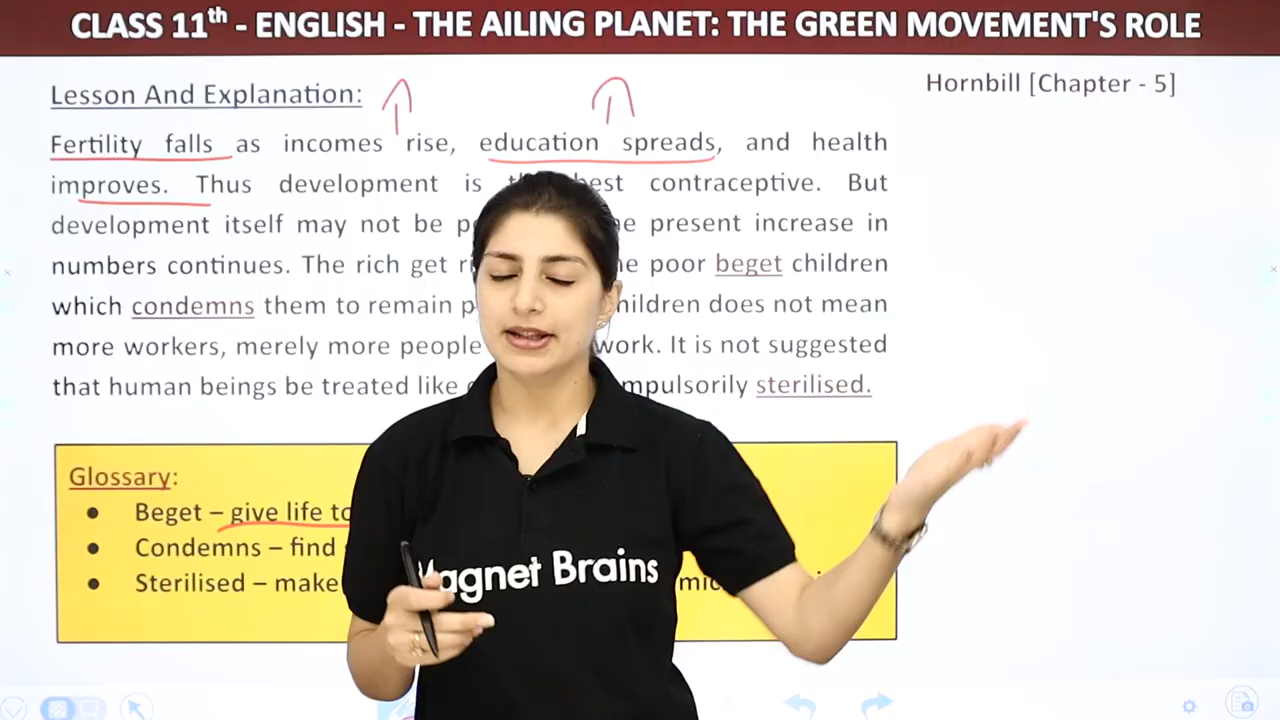 CLASS 11th - ENGLISH - THE AILING PLANET: THE GREEN MOVEMENT'S ROLE
Hornbill [Chapter - 5]
Lesson And Explanation:
Fertility falls as incomes rise, education spreads, and health
improves. Thus development is best contraceptive. But
development itself may not be present increase in
numbers continues. The rich get poor beget children
which condemns them to remain does not mean
more workers, merely more people work. It is not suggested
that human beings be treated like sterilised.
Glossary:
● Beget – give life to
● Condemns – find
● Sterilised – make
Magnet Brains